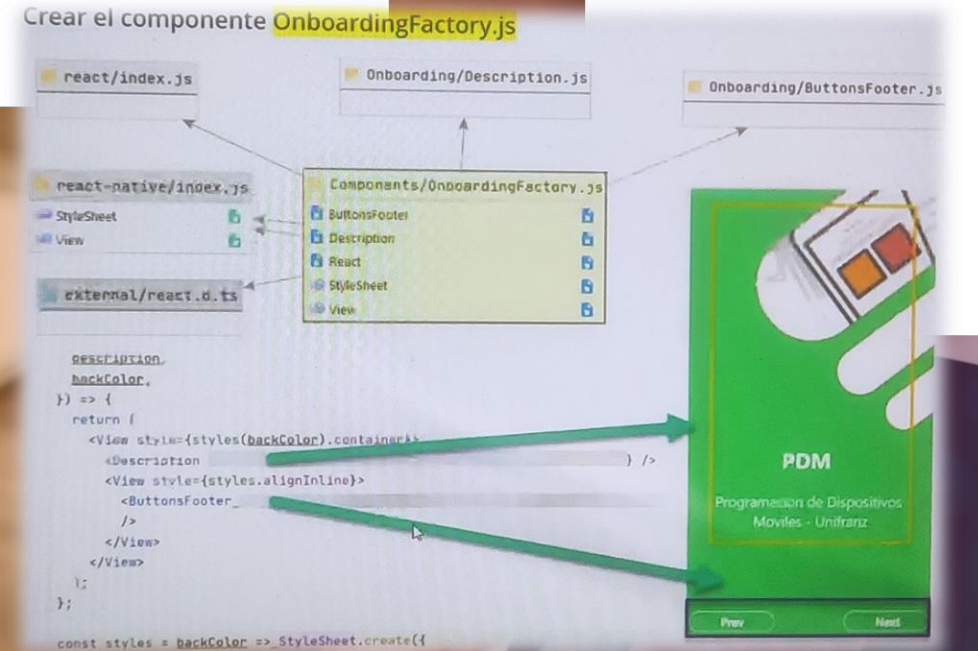 Crear el componente OnboardingFactory.js
react/index.js
Onboarding/Description.js
Onboarding/ButtonsFooter.js
react-native/index.js
StyleSheet
View
external/react.d.ts
Components/OnboardingFactory.js
ButtonsFooter
Description
React
StyleSheet
View
description,
backColor,
}) => {
return (
<View style={styles(backColor).container}>
<Description } />
<View style={styles.alignInline}>
<ButtonsFooter
/>
</View>
</View>
);
};
const styles = backColor => StyleSheet.create({
PDM
Programacion de Dispositivos
Moviles - Unifranz
Prev
Next